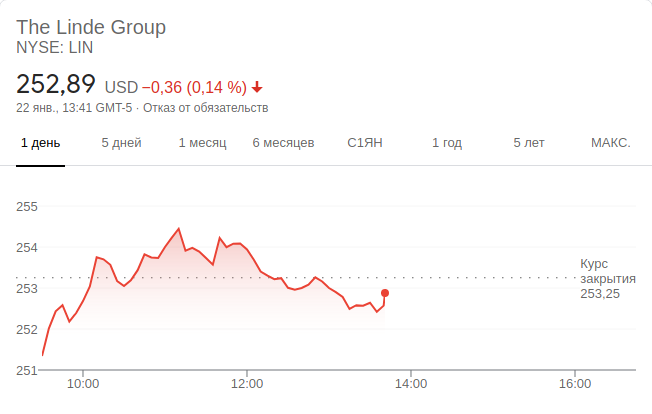 The Linde Group
NYSE: LIN
252,89 USD −0,36 (0,14 %)
22 янв., 13:41 GMT-5 · Отказ от обязательств
1 день 5 дней 1 месяц 6 месяцев С1ЯН 1 год 5 лет МАКС.
255
254
Курс
закрытия
253,25
253
252
251
10:00 12:00 14:00 16:00